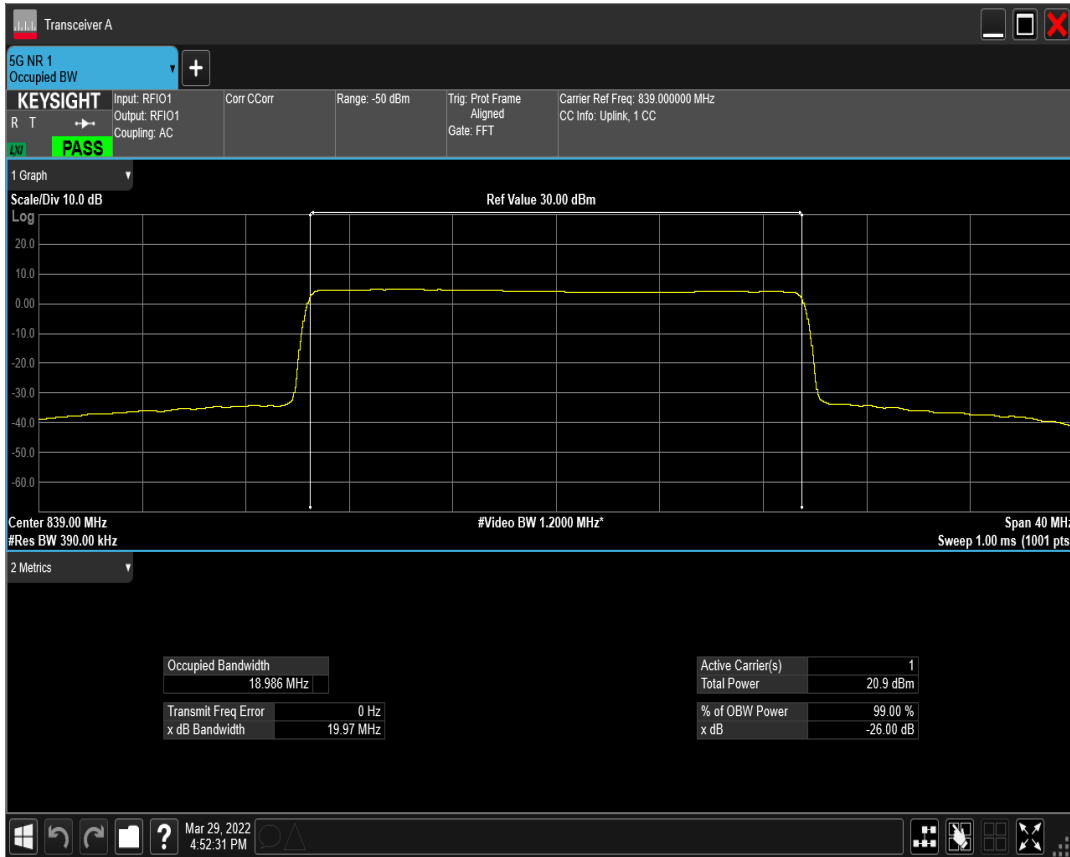 Transceiver A
5G NR 1
Occupied BW
+
KEYSIGHT
R T
LXI
PASS
Input: RFIO1
Output: RFIO1
Coupling: AC
Corr CCorr
Range: -50 dBm
Trig: Prot Frame
Aligned
Gate: FFT
Carrier Ref Freq: 839.000000 MHz
CC Info: Uplink, 1 CC
1 Graph
Scale/Div 10.0 dB
Ref Value 30.00 dBm
Log
20.0
10.0
0.00
-10.0
-20.0
-30.0
-40.0
-50.0
-60.0
Center 839.00 MHz
#Video BW 1.2000 MHz*
Span 40 MHz
#Res BW 390.00 kHz
Sweep 1.00 ms (1001 pts
2 Metrics
Occupied Bandwidth
18.986 MHz
Transmit Freq Error 0 Hz
x dB Bandwidth 19.97 MHz
Active Carrier(s) 1
Total Power 20.9 dBm
% of OBW Power 99.00 %
x dB -26.00 dB
?
Mar 29, 2022
4:52:31 PM